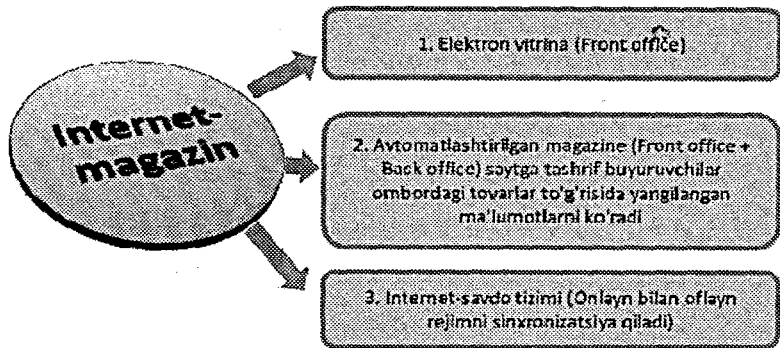 Internet-
magazin
1. Elektron vitrina (Front office)
2. Avtomatlashtirilgan magazine (Front office +
Back office) saytga tashrif buyuruvchilar
ombordagi tovarlar to'g'risida yangilangan
ma'lumotlarni ko'radi
3. Internet-savdo tizimi (Onlayn bilan oflayn
rejimni sinxronizatsiya qiladi)